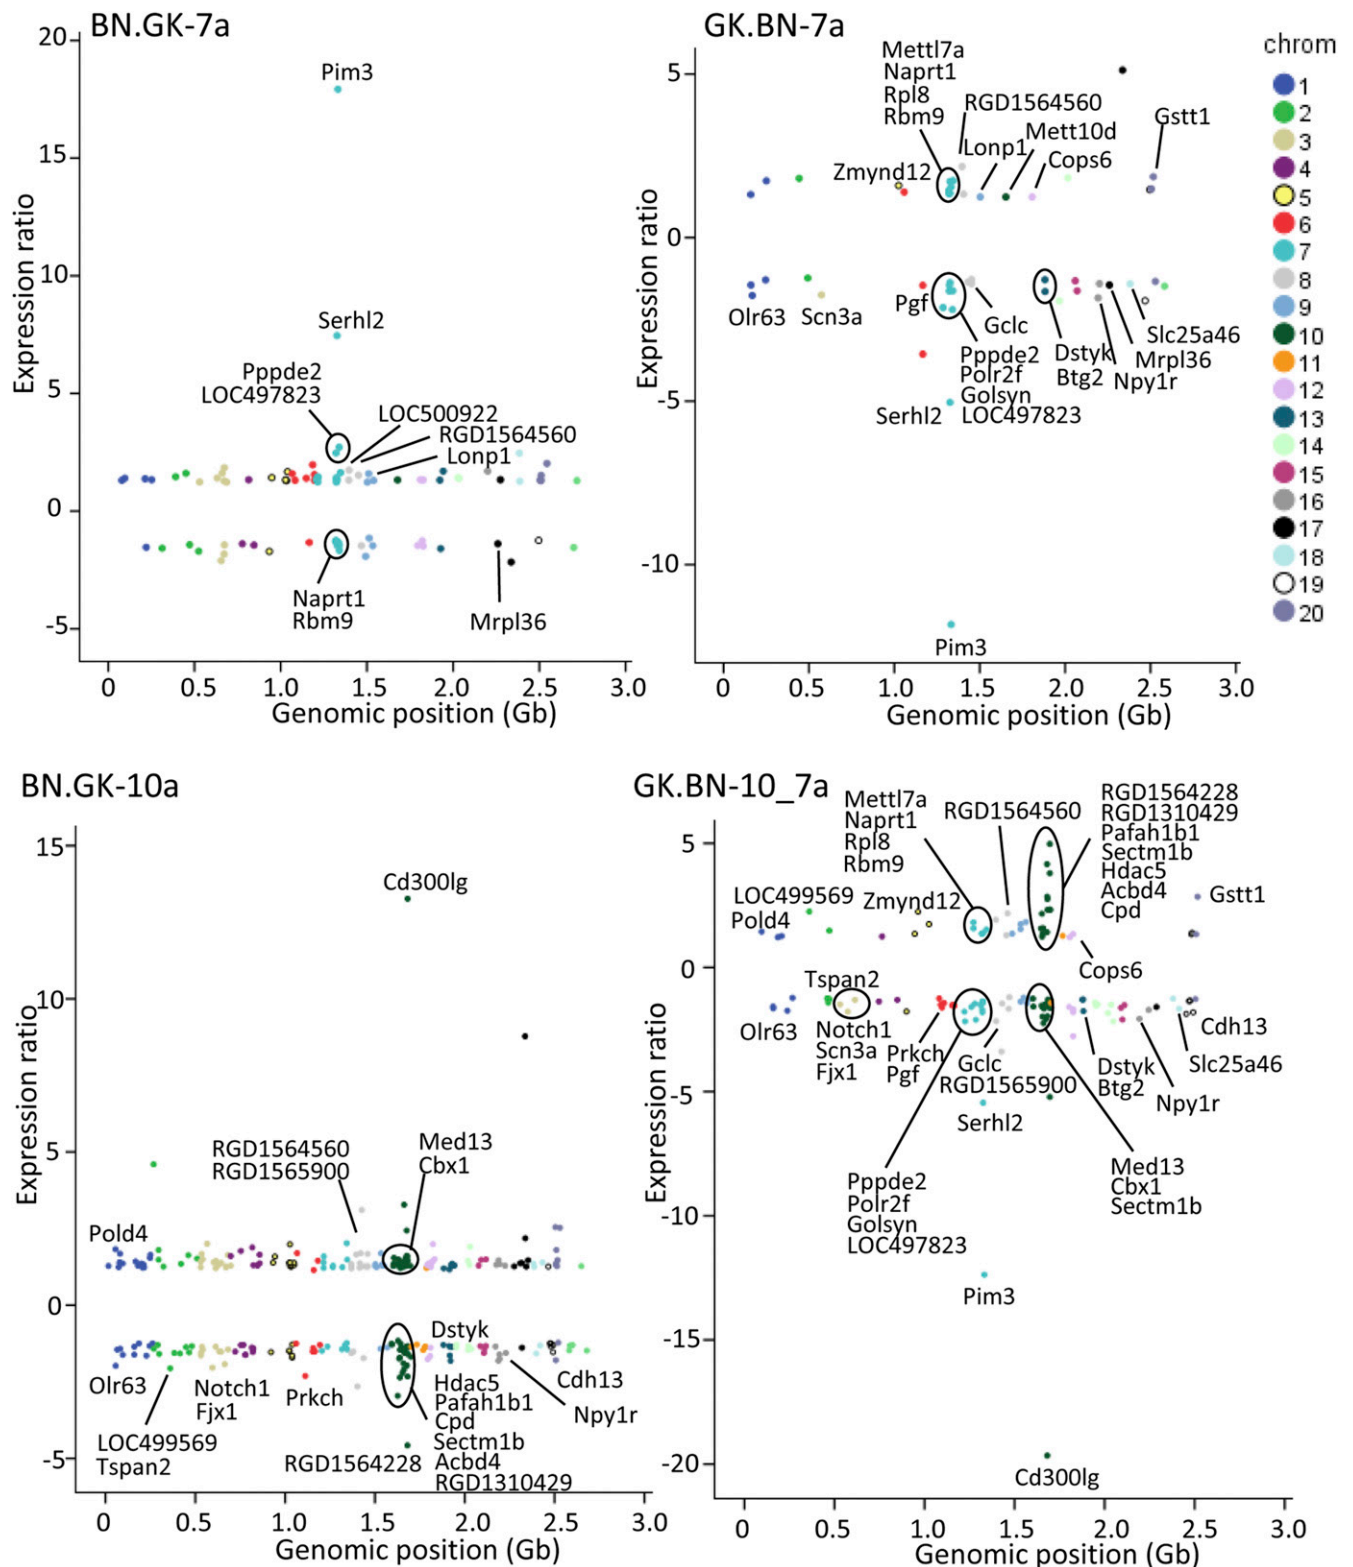 BN.GK-7a
20
15
10
5
0
-5
Expression ratio
Pim3
Serhl2
Pppde2
LOC497823
LOC500922
RGD1564560
Lonp1
Naprt1
Rbm9
Mrpl36
0 0.5 1.0 1.5 2.0 2.5 3.0
Genomic position (Gb)
GK.BN-7a
5
0
-5
-10
Expression ratio
Mettl7a
Naprt1
Rpl8
Rbm9
RGD1564560
Mett10d
Gstt1
Lonp1
Cops6
Zmynd12
Olr63
Scn3a
Pgf
Gclc
Slc25a46
Pppde2
Polr2f
Golsyn
LOC497823
Dstyk
Btg2
Mrpl36
Npy1r
Serhl2
Pim3
0 0.5 1.0 1.5 2.0 2.5 3.0
Genomic position (Gb)
chrom
1
2
3
4
5
6
7
8
9
10
11
12
13
14
15
16
17
18
19
20
BN.GK-10a
15
10
5
0
-5
Expression ratio
Cd300lg
RGD1564560
RGD1565900
Med13
Cbx1
Pold4
Dstyk
Olr63
Notch1
Fjx1
Prkch
Cdh13
Npy1r
LOC499569
Tspan2
Hdac5
Pafah1b1
Cpd
Sectm1b
Acbd4
RGD1310429
RGD1564228
0 0.5 1.0 1.5 2.0 2.5 3.0
Genomic position (Gb)
GK.BN-10_7a
5
0
-5
-10
-15
-20
Expression ratio
Mettl7a
Naprt1
Rpl8
Rbm9
RGD1564560
RGD1564228
RGD1310429
Pafah1b1
Sectm1b
Hdac5
Acbd4
Cpd
LOC499569
Pold4
Zmynd12
Gstt1
Cops6
Tspan2
Olr63
Notch1
Scn3a
Fjx1
Prkch
Pgf
Gclc
RGD1565900
Dstyk
Btg2
Cdh13
Slc25a46
Npy1r
Serhl2
Pppde2
Polr2f
Golsyn
LOC497823
Med13
Cbx1
Sectm1b
Pim3
Cd300lg
0 0.5 1.0 1.5 2.0 2.5 3.0
Genomic position (Gb)